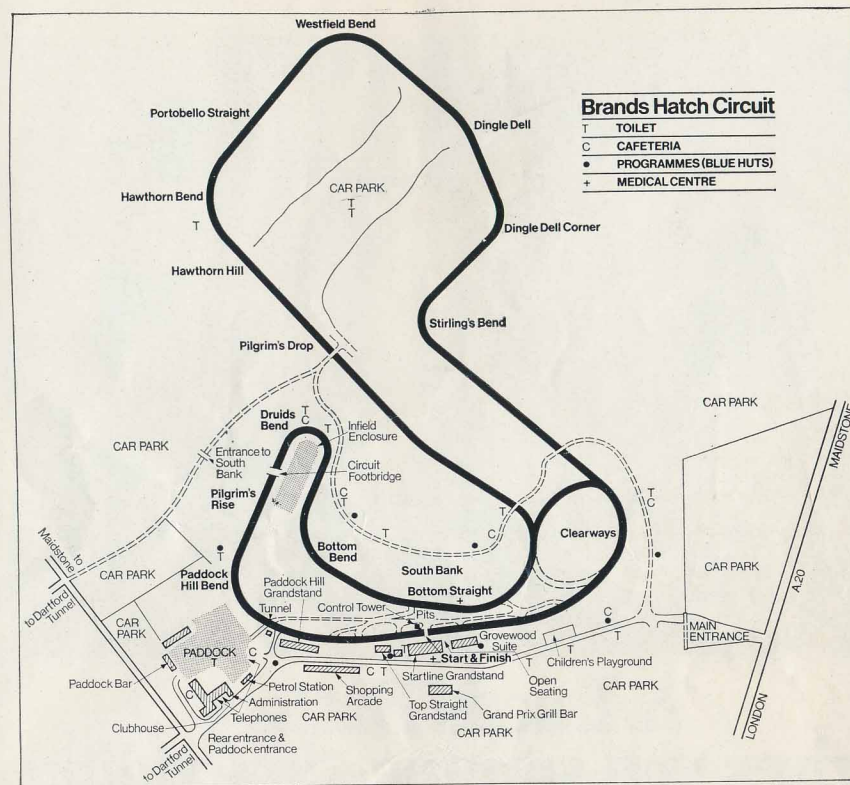 Westfield Bend
Portobello Straight
Dingle Dell
Brands Hatch Circuit
T TOILET
C CAFETERIA
● PROGRAMMES (BLUE HUTS)
+ MEDICAL CENTRE
CAR PARK
T
T
Hawthorn Bend
T
Dingle Dell Corner
Hawthorn Hill
Stirling's Bend
Pilgrim's Drop
CAR PARK
MAIDSTONE
Druids
Bend
T
C
T
Infield
Enclosure
CAR PARK
Entrance to
South
Bank
Circuit
Footbridge
Pilgrim's
Rise
C
T
T
C
T
C
T
Clearways
Bottom
Bend
South Bank
CAR PARK
A.20
Maidstone
to
to Dartford
Tunnel
CAR PARK
T
Paddock
Hill Bend
Paddock Hill
Grandstand
Bottom Straight
+
Tunnel
Control Tower
Pits
CAR
PARK
C
T
T
MAIN
ENTRANCE
PADDOCK
T
C
Grovewood
Suite
+ Start & Finish
T
T
Children's Playground
Startline Grandstand
Open
Seating
CAR PARK
Paddock Bar
C
Petrol Station
Administration
Telephones
Shopping
Arcade
C T
Top Straight
Grandstand
Grand Prix Grill Bar
CAR PARK
CAR PARK
Clubhouse
Rear entrance &
Paddock entrance
to Dartford
Tunnel
LONDON